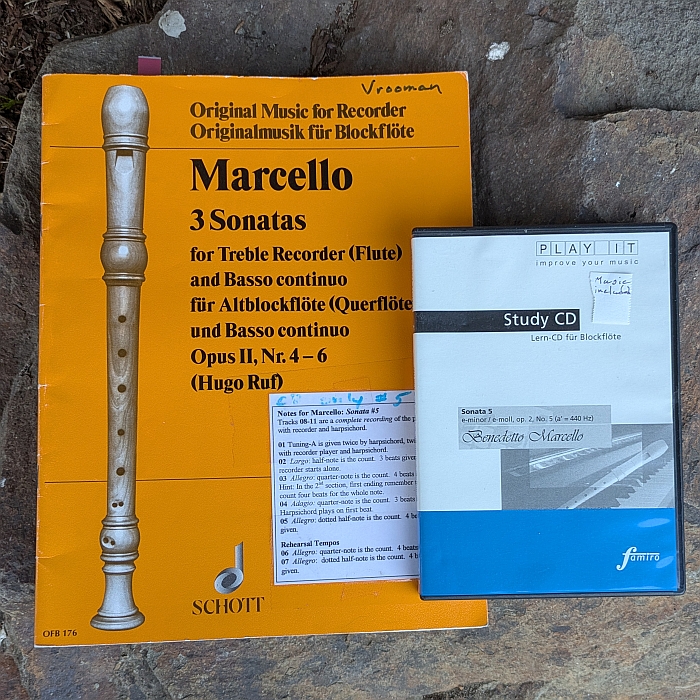 Vrooman
Original Music for Recorder
Originalmusik für Blockflöte
Marcello
3 Sonatas
for Treble Recorder (Flute)
and Basso continuo
für Altblockflöte (Querflöte
und Basso continuo
Opus II, Nr. 4 – 6
(Hugo Ruf)
SCHOTT
OFB 176
only #5
Notes for Marcello: Sonata #5
Tracks 08-11 are a complete recording of the
with recorder and harpsichord.
01 Tuning-A is given twice by harpsichord,
with recorder player and harpsichord.
02 Largo: half-note is the count. 3 beats given
recorder starts alone.
03 Allegro: quarter-note is the count. 4 beats
Hint: In the 2nd section, first ending remember
count four beats for the whole note.
04 Adagio: quarter-note is the count. 3 beats
Harpsichord plays on first beat.
05 Allegro: dotted half-note is the count. 4
given.
Rehearsal Tempos
06 Allegro: quarter-note is the count. 4 beats
07 Allegro: dotted half-note is the count. 4
given.
PLAY IT
improve your music
Music
included
Study CD
Lern-CD für Blockflöte
Sonata 5
e-minor / e-moll, op. 2, No. 5 (a' = 440 Hz)
Benedetto Marcello
famiro